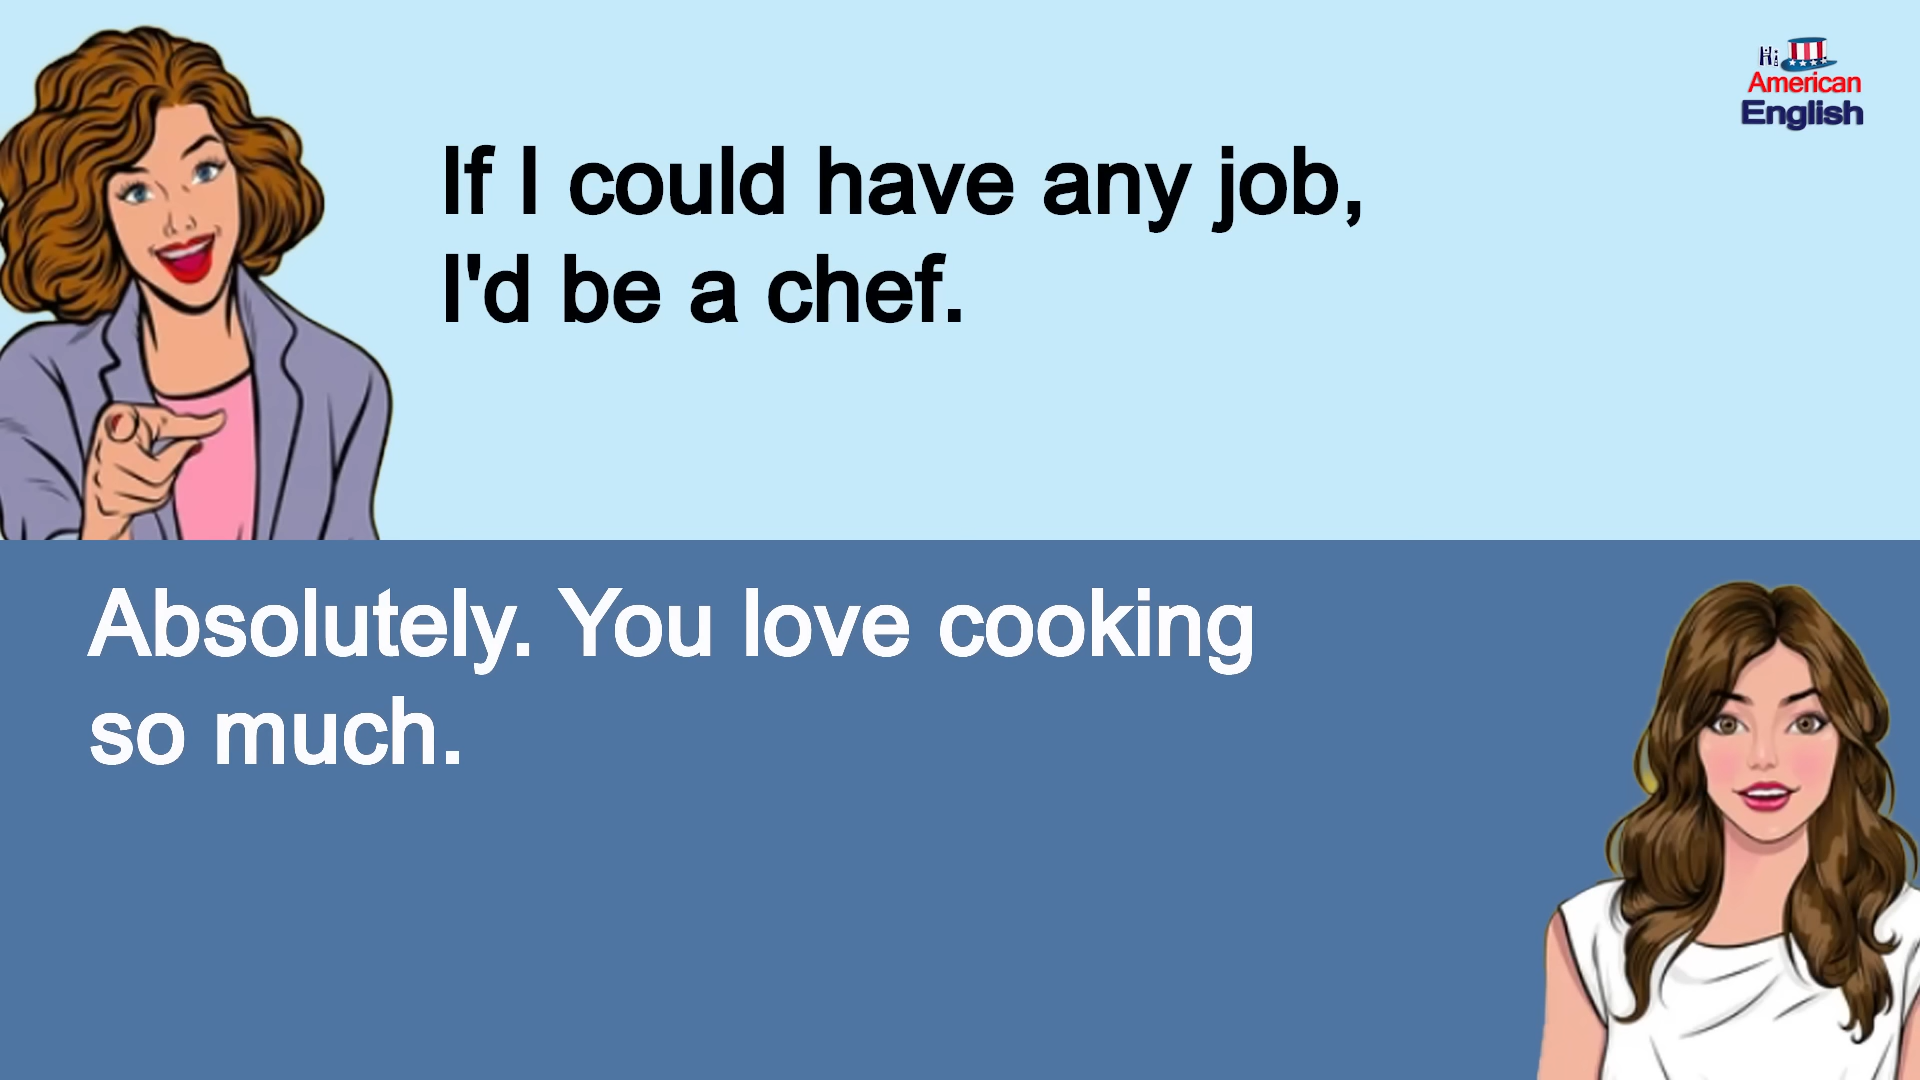 Hi
American
English
If I could have any job,
I'd be a chef.
Absolutely. You love cooking
so much.